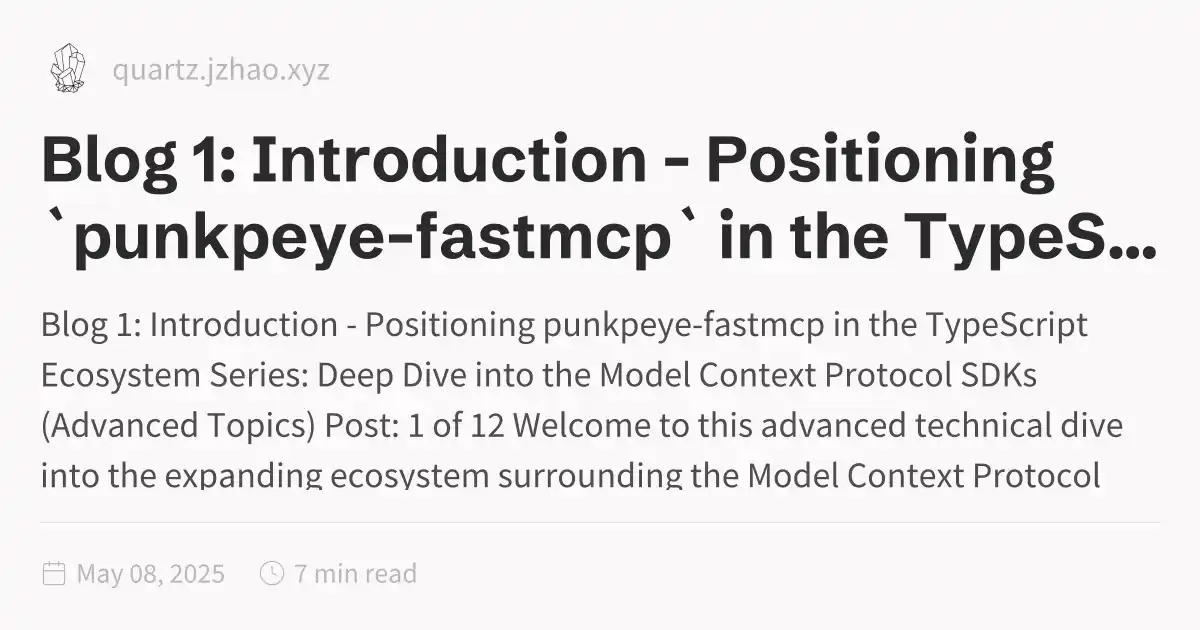 quartz.jzhao.xyz
Blog 1: Introduction - Positioning
`punkpeye-fastmcp` in the TypeS...
Blog 1: Introduction - Positioning punkpeye-fastmcp in the TypeScript
Ecosystem Series: Deep Dive into the Model Context Protocol SDKs
(Advanced Topics) Post: 1 of 12 Welcome to this advanced technical dive
into the expanding ecosystem surrounding the Model Context Protocol
May 08, 2025 7 min read